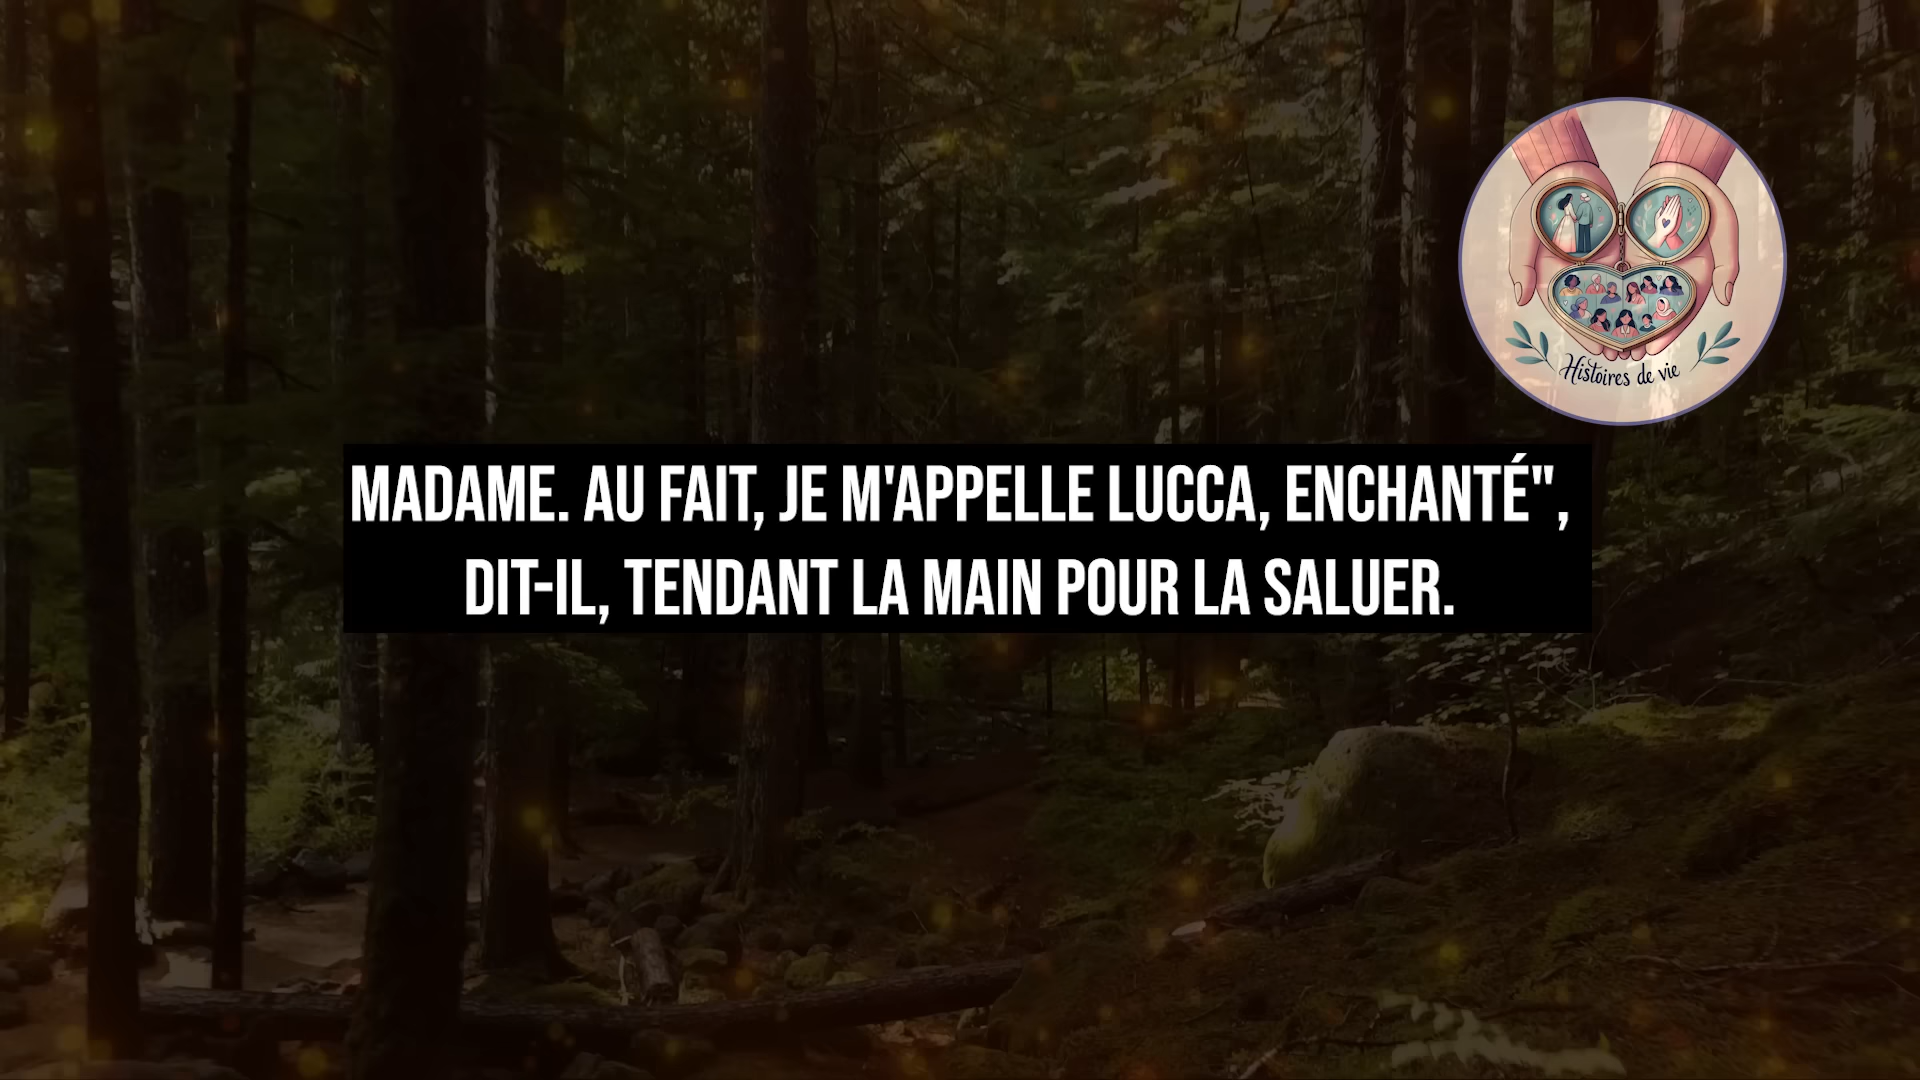 Histoires de vie
MADAME. AU FAIT, JE M'APPELLE LUCCA, ENCHANTÉ",
DIT-IL, TENDANT LA MAIN POUR LA SALUER.